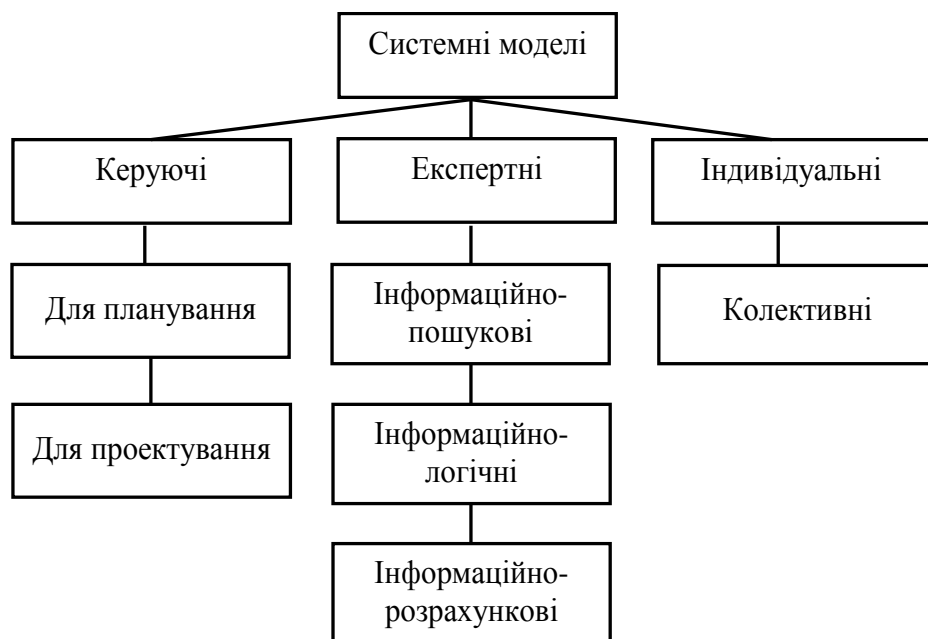 Системні моделі
Керуючі
Експертні
Індивідуальні
Для планування
Інформаційно-
пошукові
Колективні
Для проектування
Інформаційно-
логічні
Інформаційно-
розрахункові